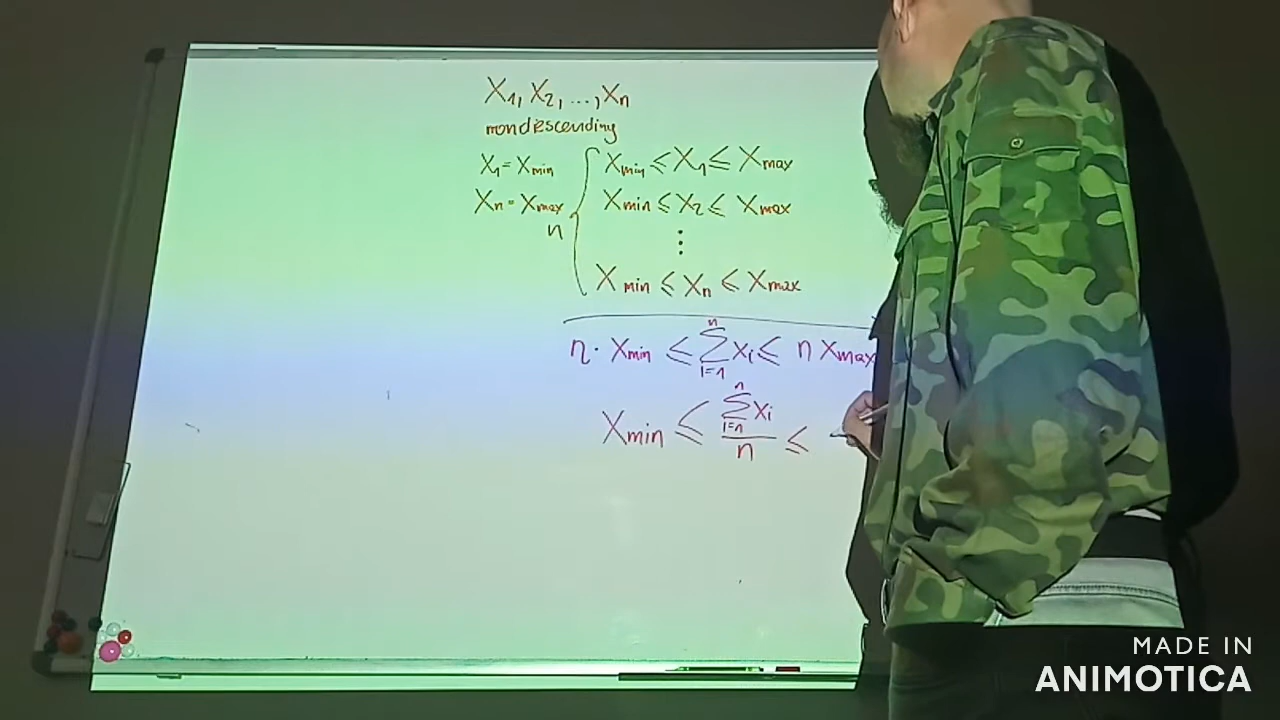 X1, X2, ..., Xn
nondescending
X1 = Xmin
Xn = Xmax
n
Xmin ≤ X1 ≤ Xmax
Xmin ≤ X2 ≤ Xmax
⋮
Xmin ≤ Xn ≤ Xmax
n · Xmin ≤ n∑i=1 xi ≤ n Xmax
Xmin ≤ n∑i=1 xi / n ≤
MADE IN
ANIMOTICA